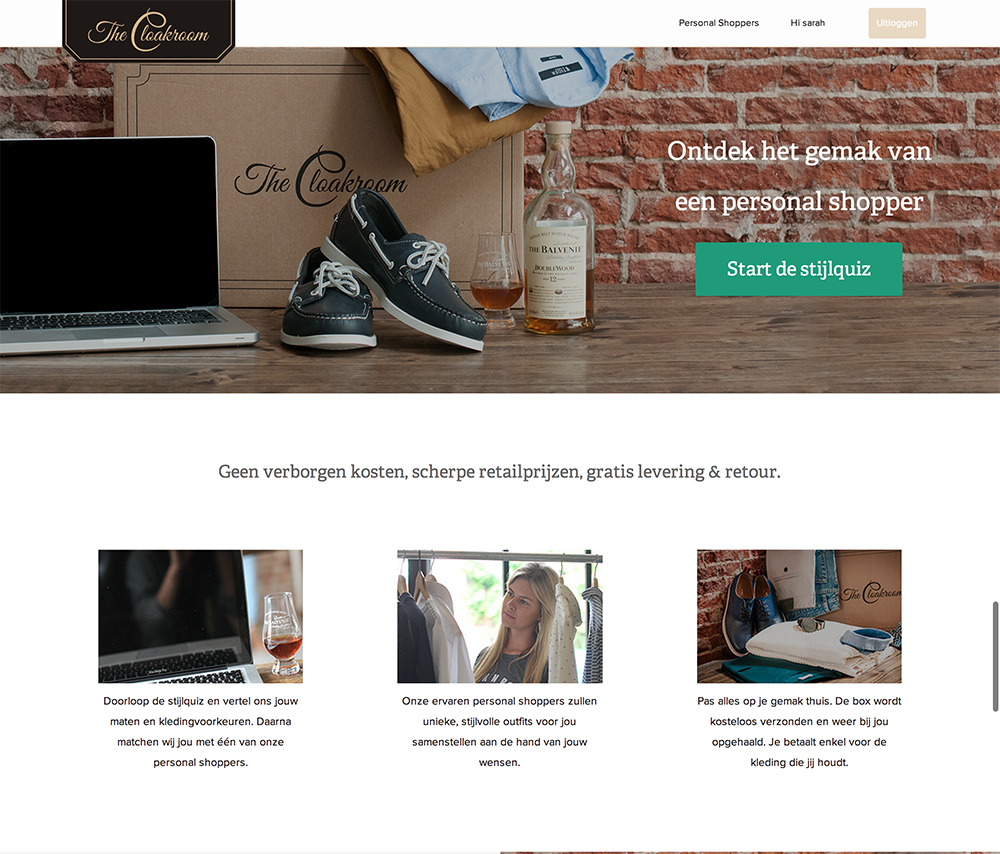 The Cloakroom
Personal Shoppers
Hi sarah
Uitloggen
The Cloakroom
THE BALVENIE
DOUBLEWOOD
12
Ontdek het gemak van
een personal shopper
Start de stijlquiz
Geen verborgen kosten, scherpe retailprijzen, gratis levering & retour.
THE BALVENIE
The Cloakroom
Doorloop de stijlquiz en vertel ons jouw
maten en kledingvoorkeuren. Daarna
matchen wij jou met één van onze
personal shoppers.
Onze ervaren personal shoppers zullen
unieke, stijlvolle outfits voor jou
samenstellen aan de hand van jouw
wensen.
Pas alles op je gemak thuis. De box wordt
kosteloos verzonden en weer bij jou
opgehaald. Je betaalt enkel voor de
kleding die jij houdt.